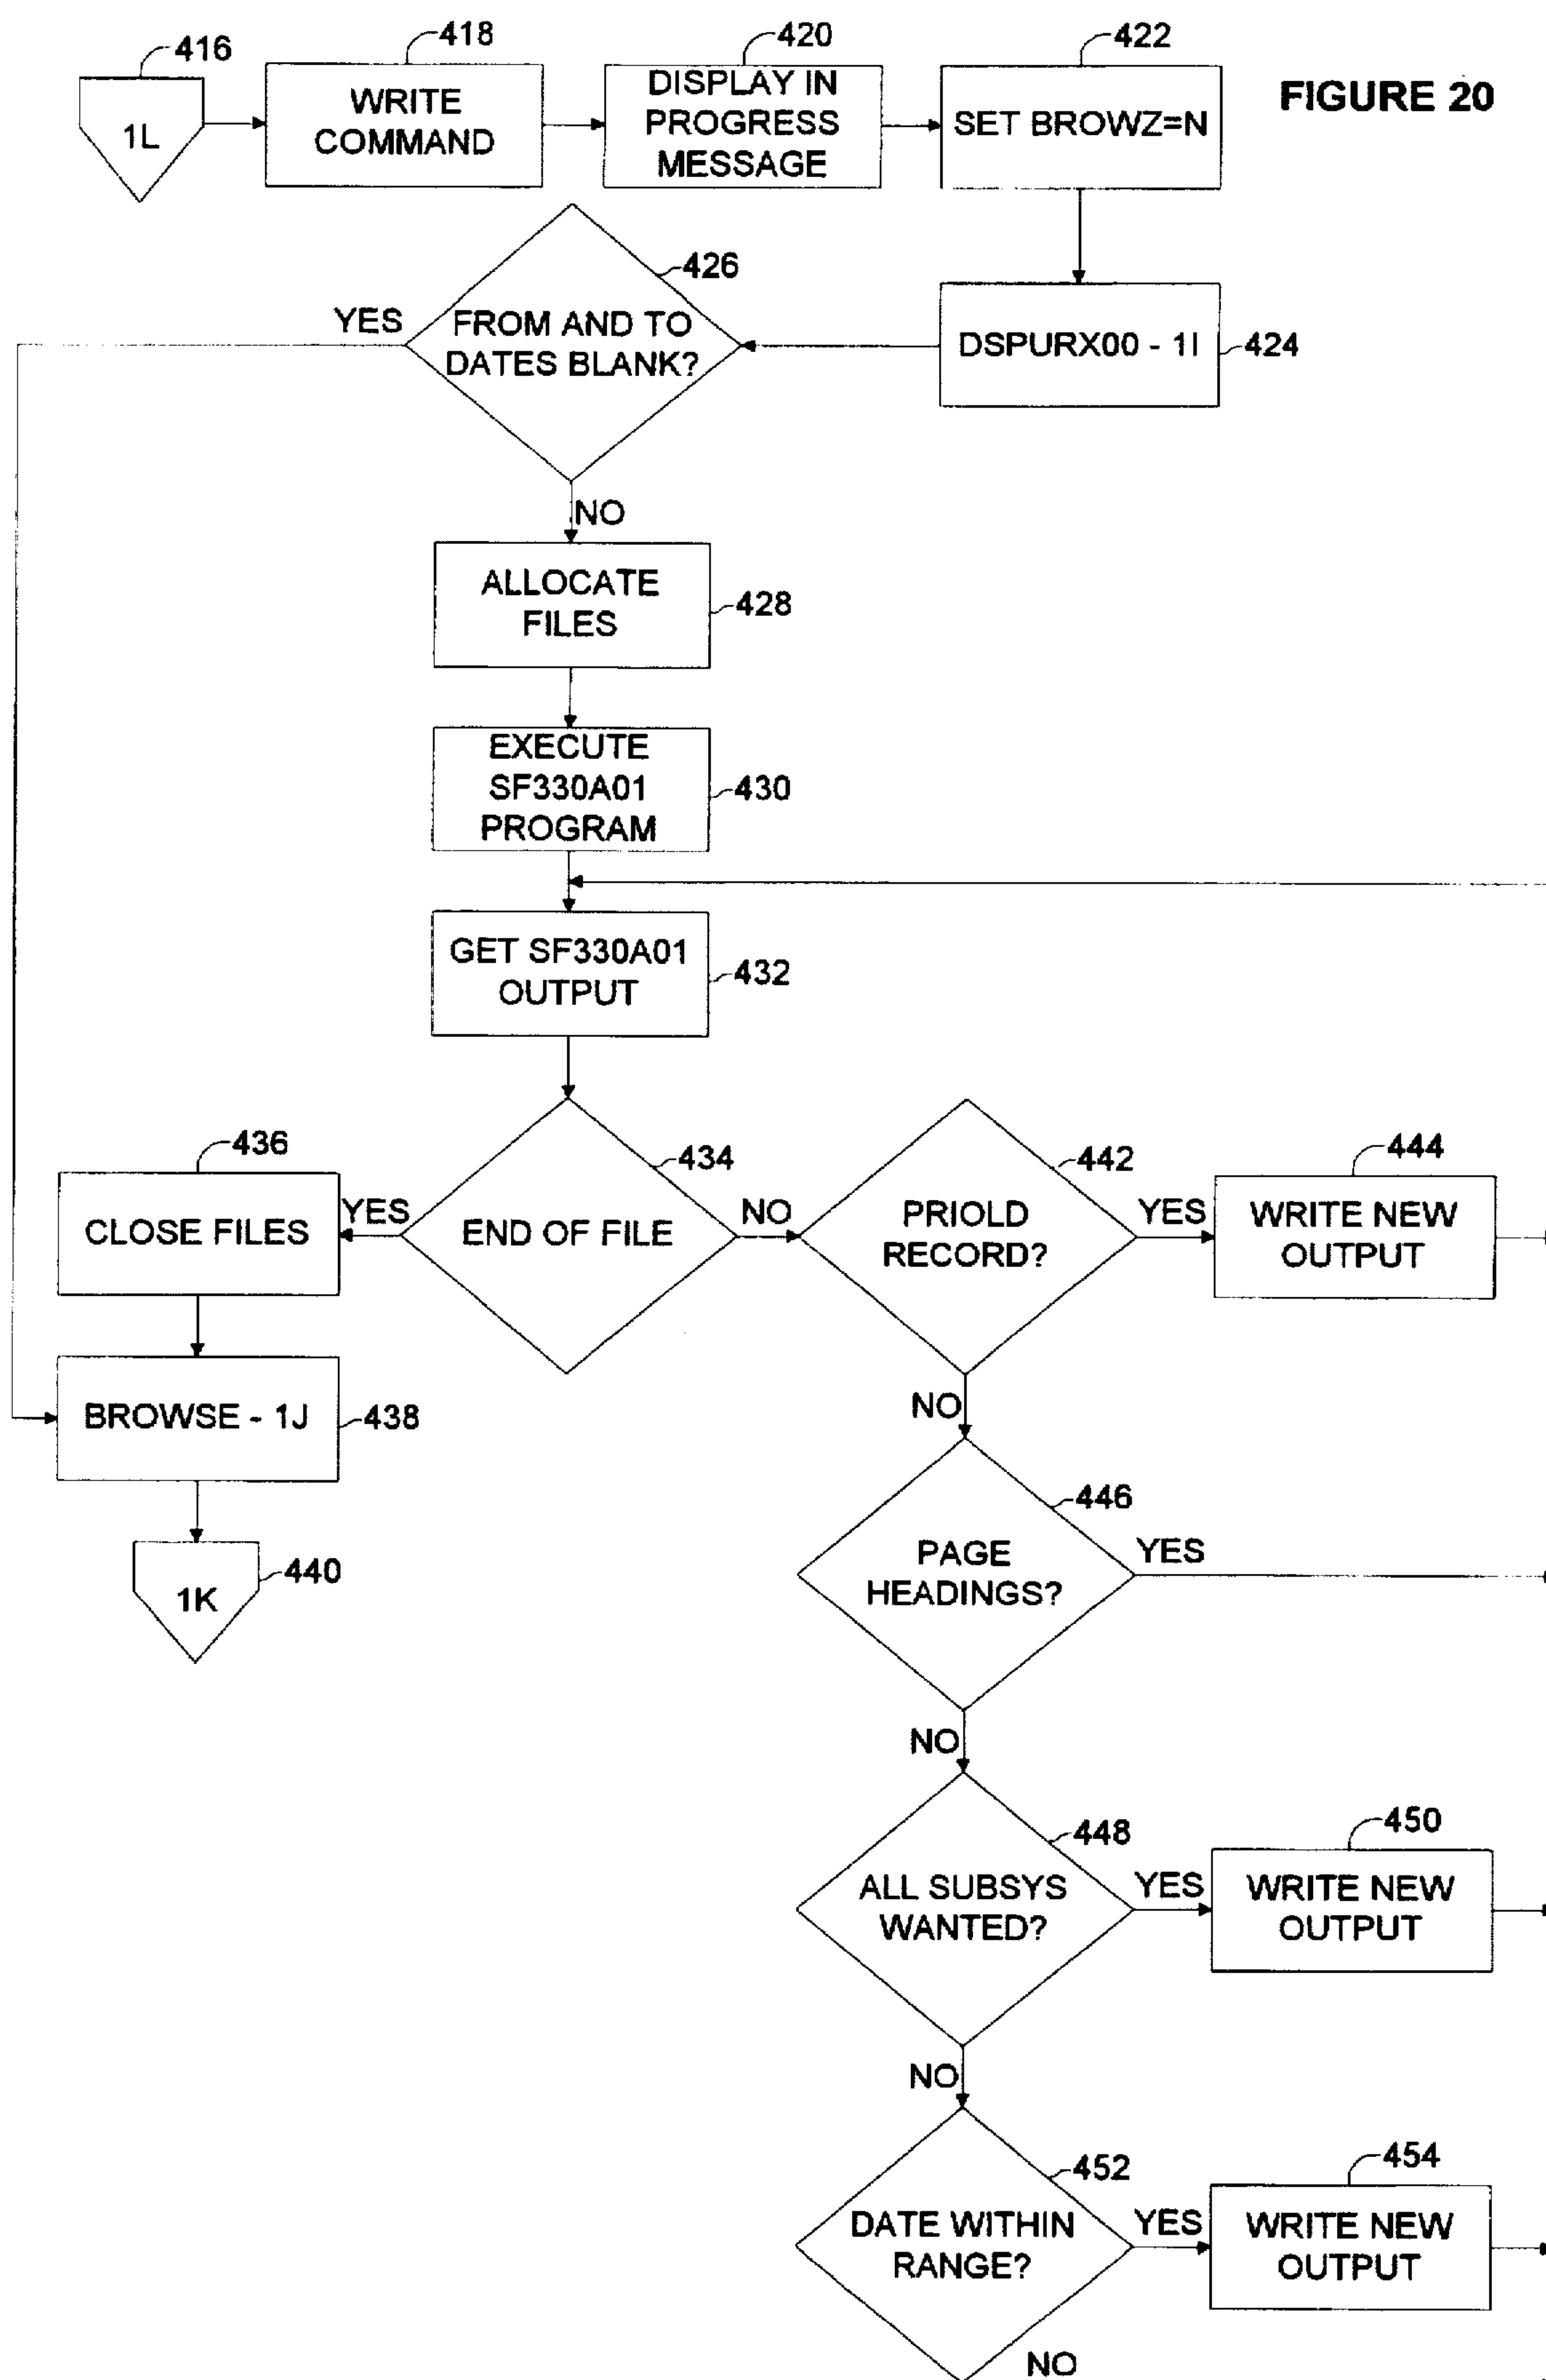 FIGURE 20
416
1L
418
WRITE
COMMAND
420
DISPLAY IN
PROGRESS
MESSAGE
422
SET BROWZ=N
DSPURX00 - 1I
424
426
FROM AND TO
DATES BLANK?
YES
NO
ALLOCATE
FILES
428
EXECUTE
SF330A01
PROGRAM
430
GET SF330A01
OUTPUT
432
434
END OF FILE
YES
NO
436
CLOSE FILES
BROWSE - 1J
438
1K
440
442
PRIOLD
RECORD?
YES
444
WRITE NEW
OUTPUT
NO
446
PAGE
HEADINGS?
YES
NO
448
ALL SUBSYS
WANTED?
YES
450
WRITE NEW
OUTPUT
NO
452
DATE WITHIN
RANGE?
YES
454
WRITE NEW
OUTPUT
NO